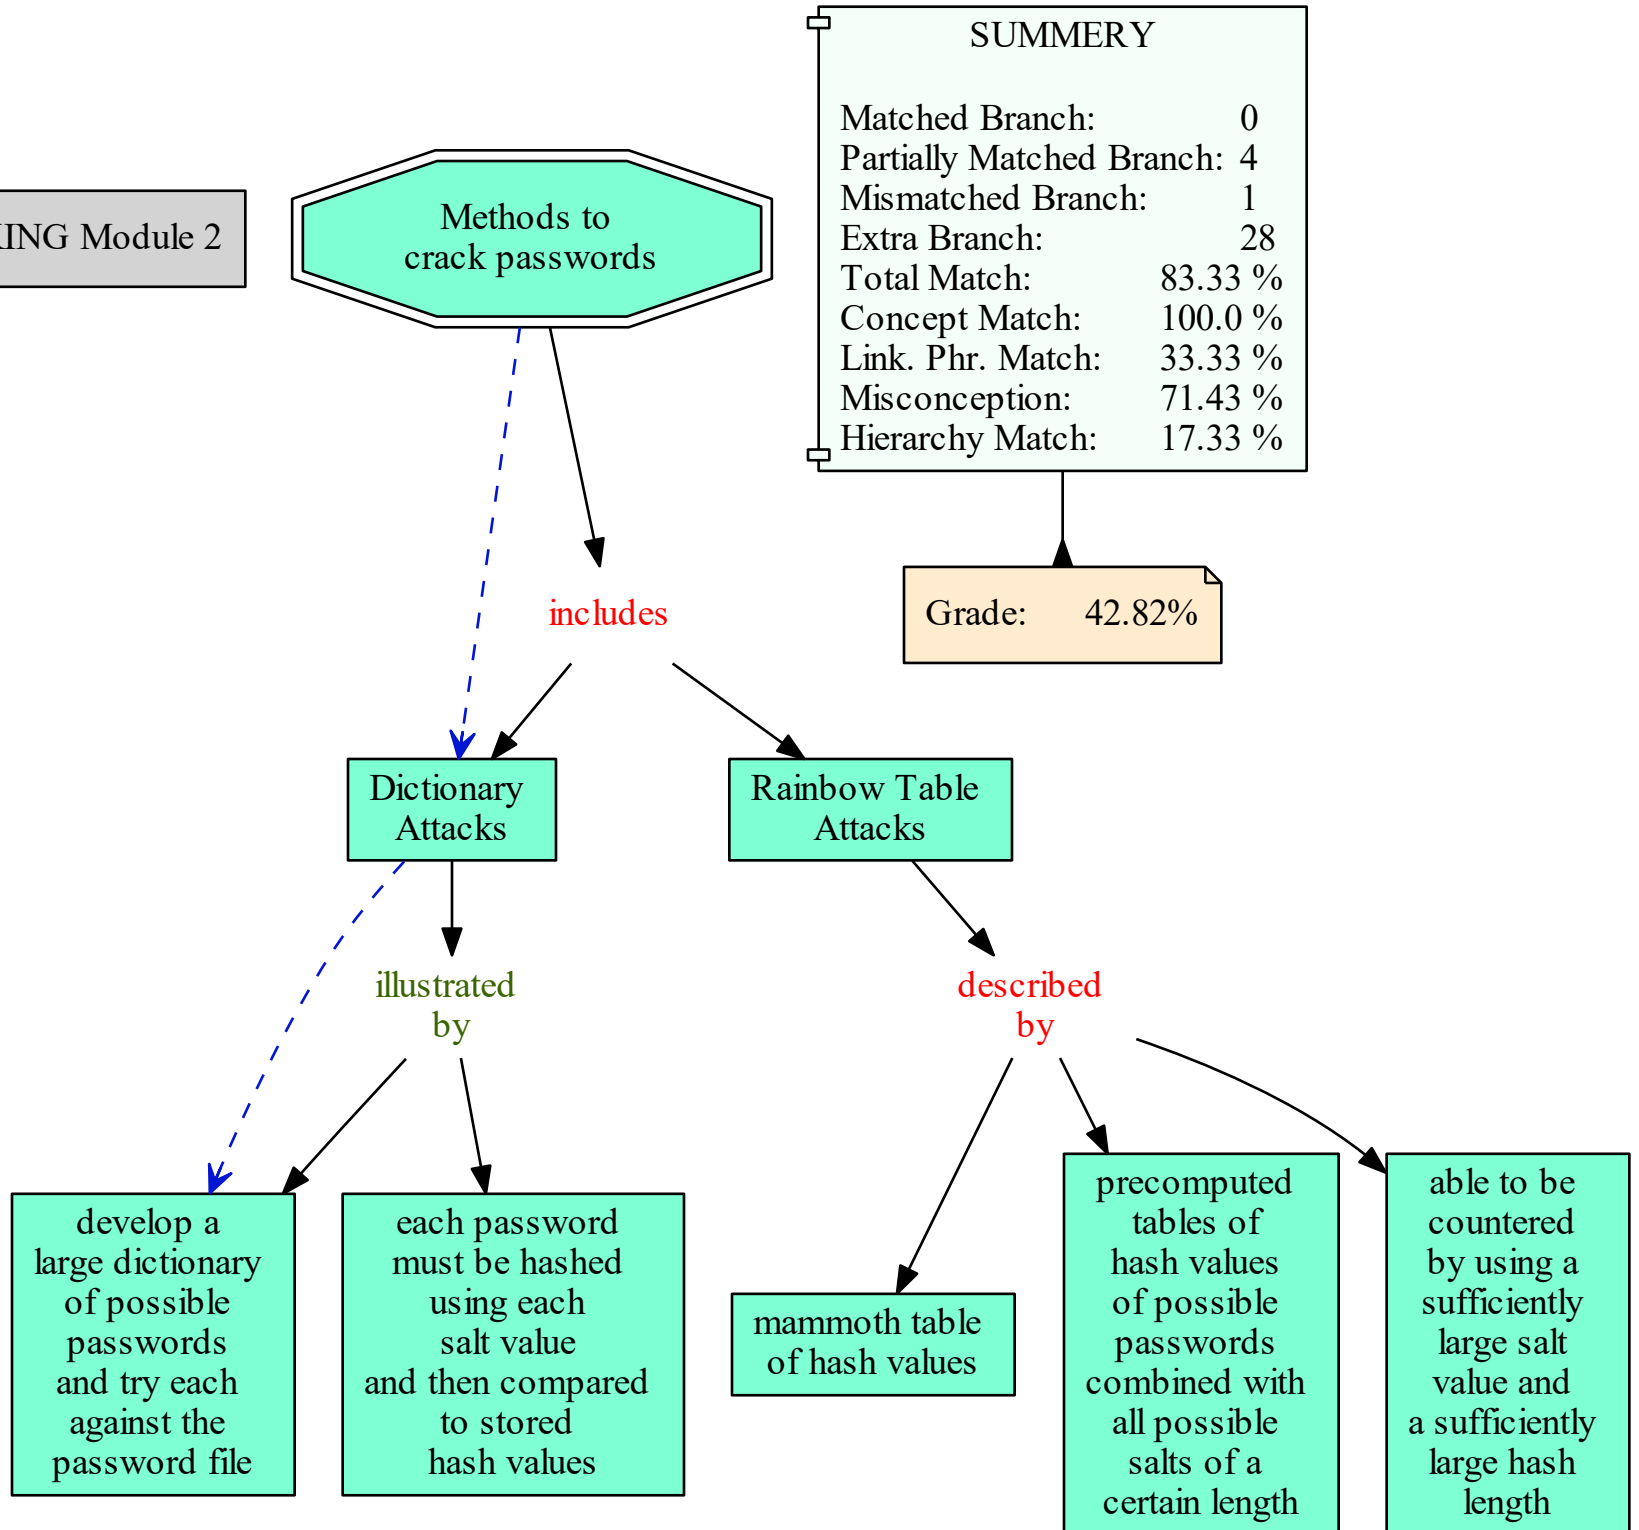 SUMMERY
Matched Branch: 0
Partially Matched Branch: 4
Mismatched Branch: 1
Extra Branch: 28
Total Match: 83.33 %
Concept Match: 100.0 %
Link. Phr. Match: 33.33 %
Misconception: 71.43 %
Hierarchy Match: 17.33 %
Grade: 42.82%
Module 2
Methods to
crack passwords
includes
Dictionary
Attacks
Rainbow Table
Attacks
illustrated
by
described
by
develop a
large dictionary
of possible
passwords
and try each
against the
password file
each password
must be hashed
using each
salt value
and then compared
to stored
hash values
mammoth table
of hash values
precomputed
tables of
hash values
of possible
passwords
combined with
all possible
salts of a
certain length
able to be
countered
by using a
sufficiently
large salt
value and
a sufficiently
large hash
length